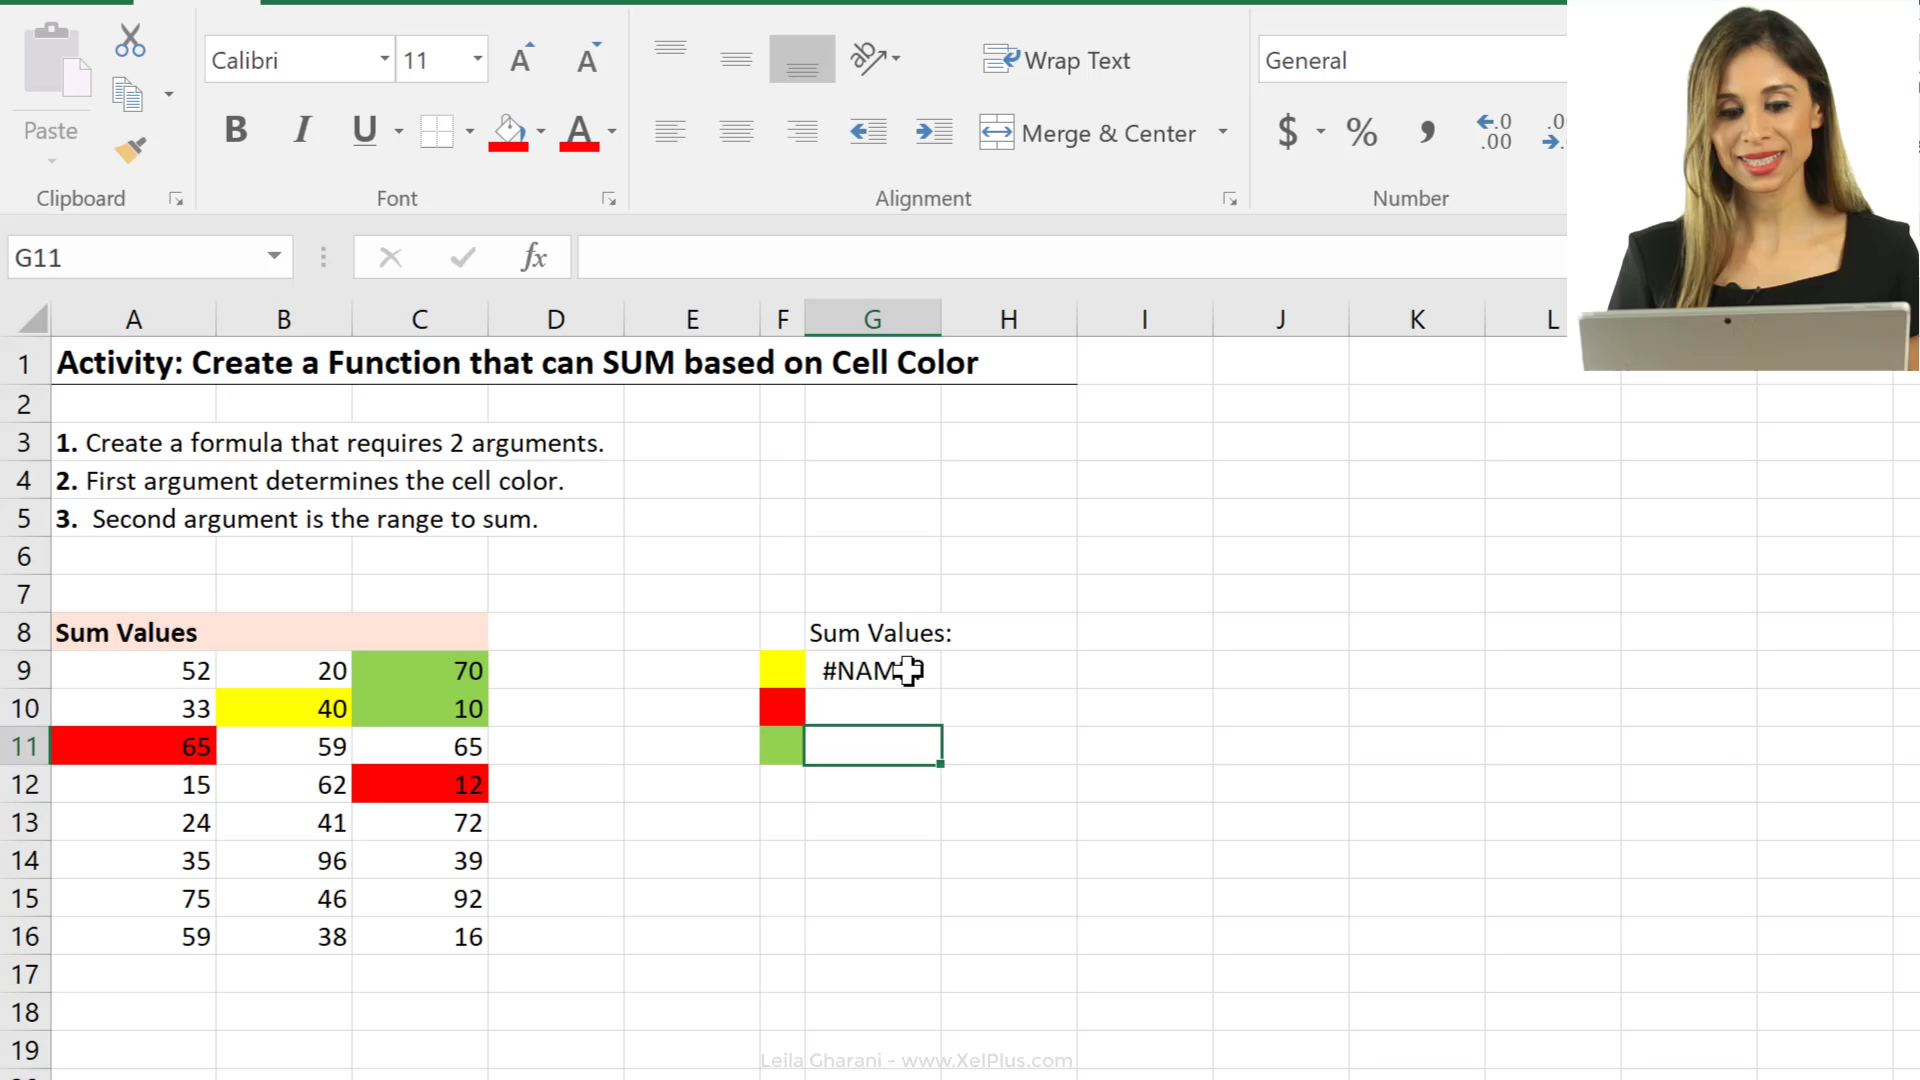 Calibri 11 Wrap Text General
Paste B I U Merge & Center $ % , .0 .00
Clipboard Font Alignment Number
G11 fx
A B C D E F G H I J K L
1 Activity: Create a Function that can SUM based on Cell Color
2
3 1. Create a formula that requires 2 arguments.
4 2. First argument determines the cell color.
5 3. Second argument is the range to sum.
6
7
8 Sum Values Sum Values:
9 52 20 70
10 33 40 10
11 65 59 65
12 15 62 12
13 24 41 72
14 35 96 39
15 75 46 92
16 59 38 16
17
18
19
Leila Gharani - www.XelPlus.com